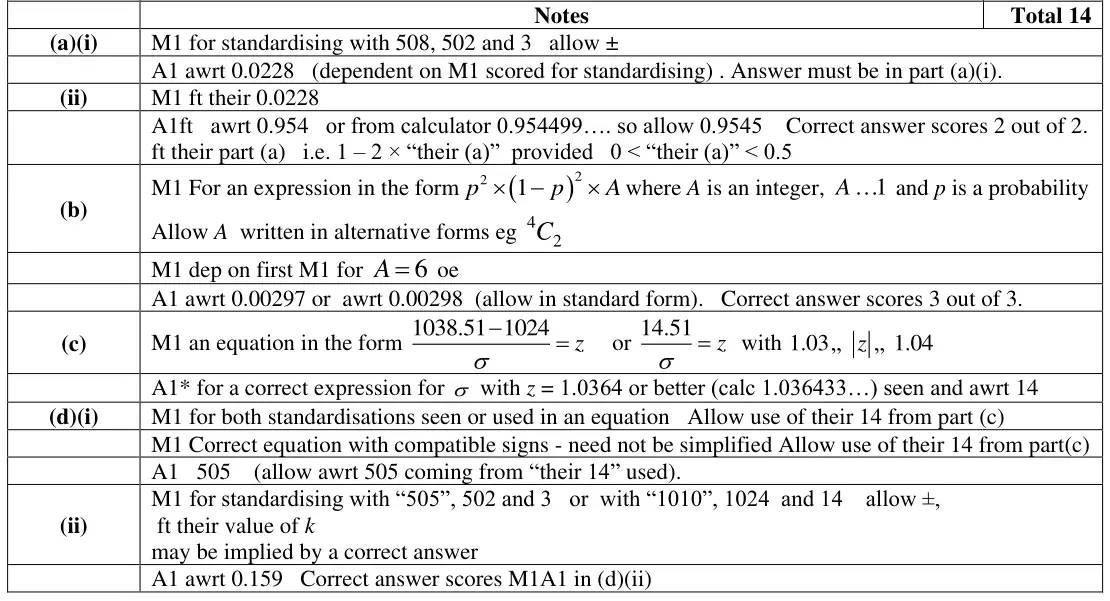 Notes Total 14
(a)(i) M1 for standardising with 508, 502 and 3 allow ±
A1 awrt 0.0228 (dependent on M1 scored for standardising) . Answer must be in part (a)(i).
(ii) M1 ft their 0.0228
A1ft awrt 0.954 or from calculator 0.954499…. so allow 0.9545 Correct answer scores 2 out of 2.
ft their part (a) i.e. 1 – 2 × “their (a)” provided 0 < “their (a)” < 0.5
(b) M1 For an expression in the form p² × (1 − p)² × A where A is an integer, A …1 and p is a probability
Allow A written in alternative forms eg ⁴C₂
M1 dep on first M1 for A = 6 oe
A1 awrt 0.00297 or awrt 0.00298 (allow in standard form). Correct answer scores 3 out of 3.
(c) M1 an equation in the form (1038.51 − 1024)/σ = z or 14.51/σ = z with 1.03,, |z| ,, 1.04
A1* for a correct expression for σ with z = 1.0364 or better (calc 1.036433…) seen and awrt 14
(d)(i) M1 for both standardisations seen or used in an equation Allow use of their 14 from part (c)
M1 Correct equation with compatible signs - need not be simplified Allow use of their 14 from part(c)
A1 505 (allow awrt 505 coming from “their 14” used).
(ii) M1 for standardising with “505”, 502 and 3 or with “1010”, 1024 and 14 allow ±,
ft their value of k
may be implied by a correct answer
A1 awrt 0.159 Correct answer scores M1A1 in (d)(ii)